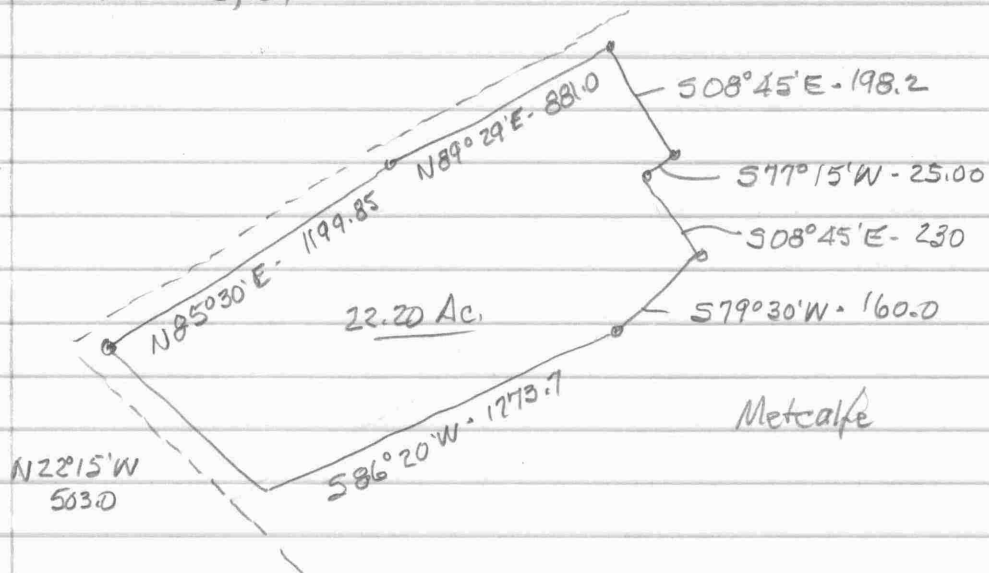 S08°45'E - 198.2
N89°29'E - 881.0
S77°15'W - 25.00
N85°30'E - 1199.85
S08°45'E - 230
22.20 Ac.
S79°30'W - 160.0
S86°20'W - 1273.7
Metcalfe
N22°15'W
503.0